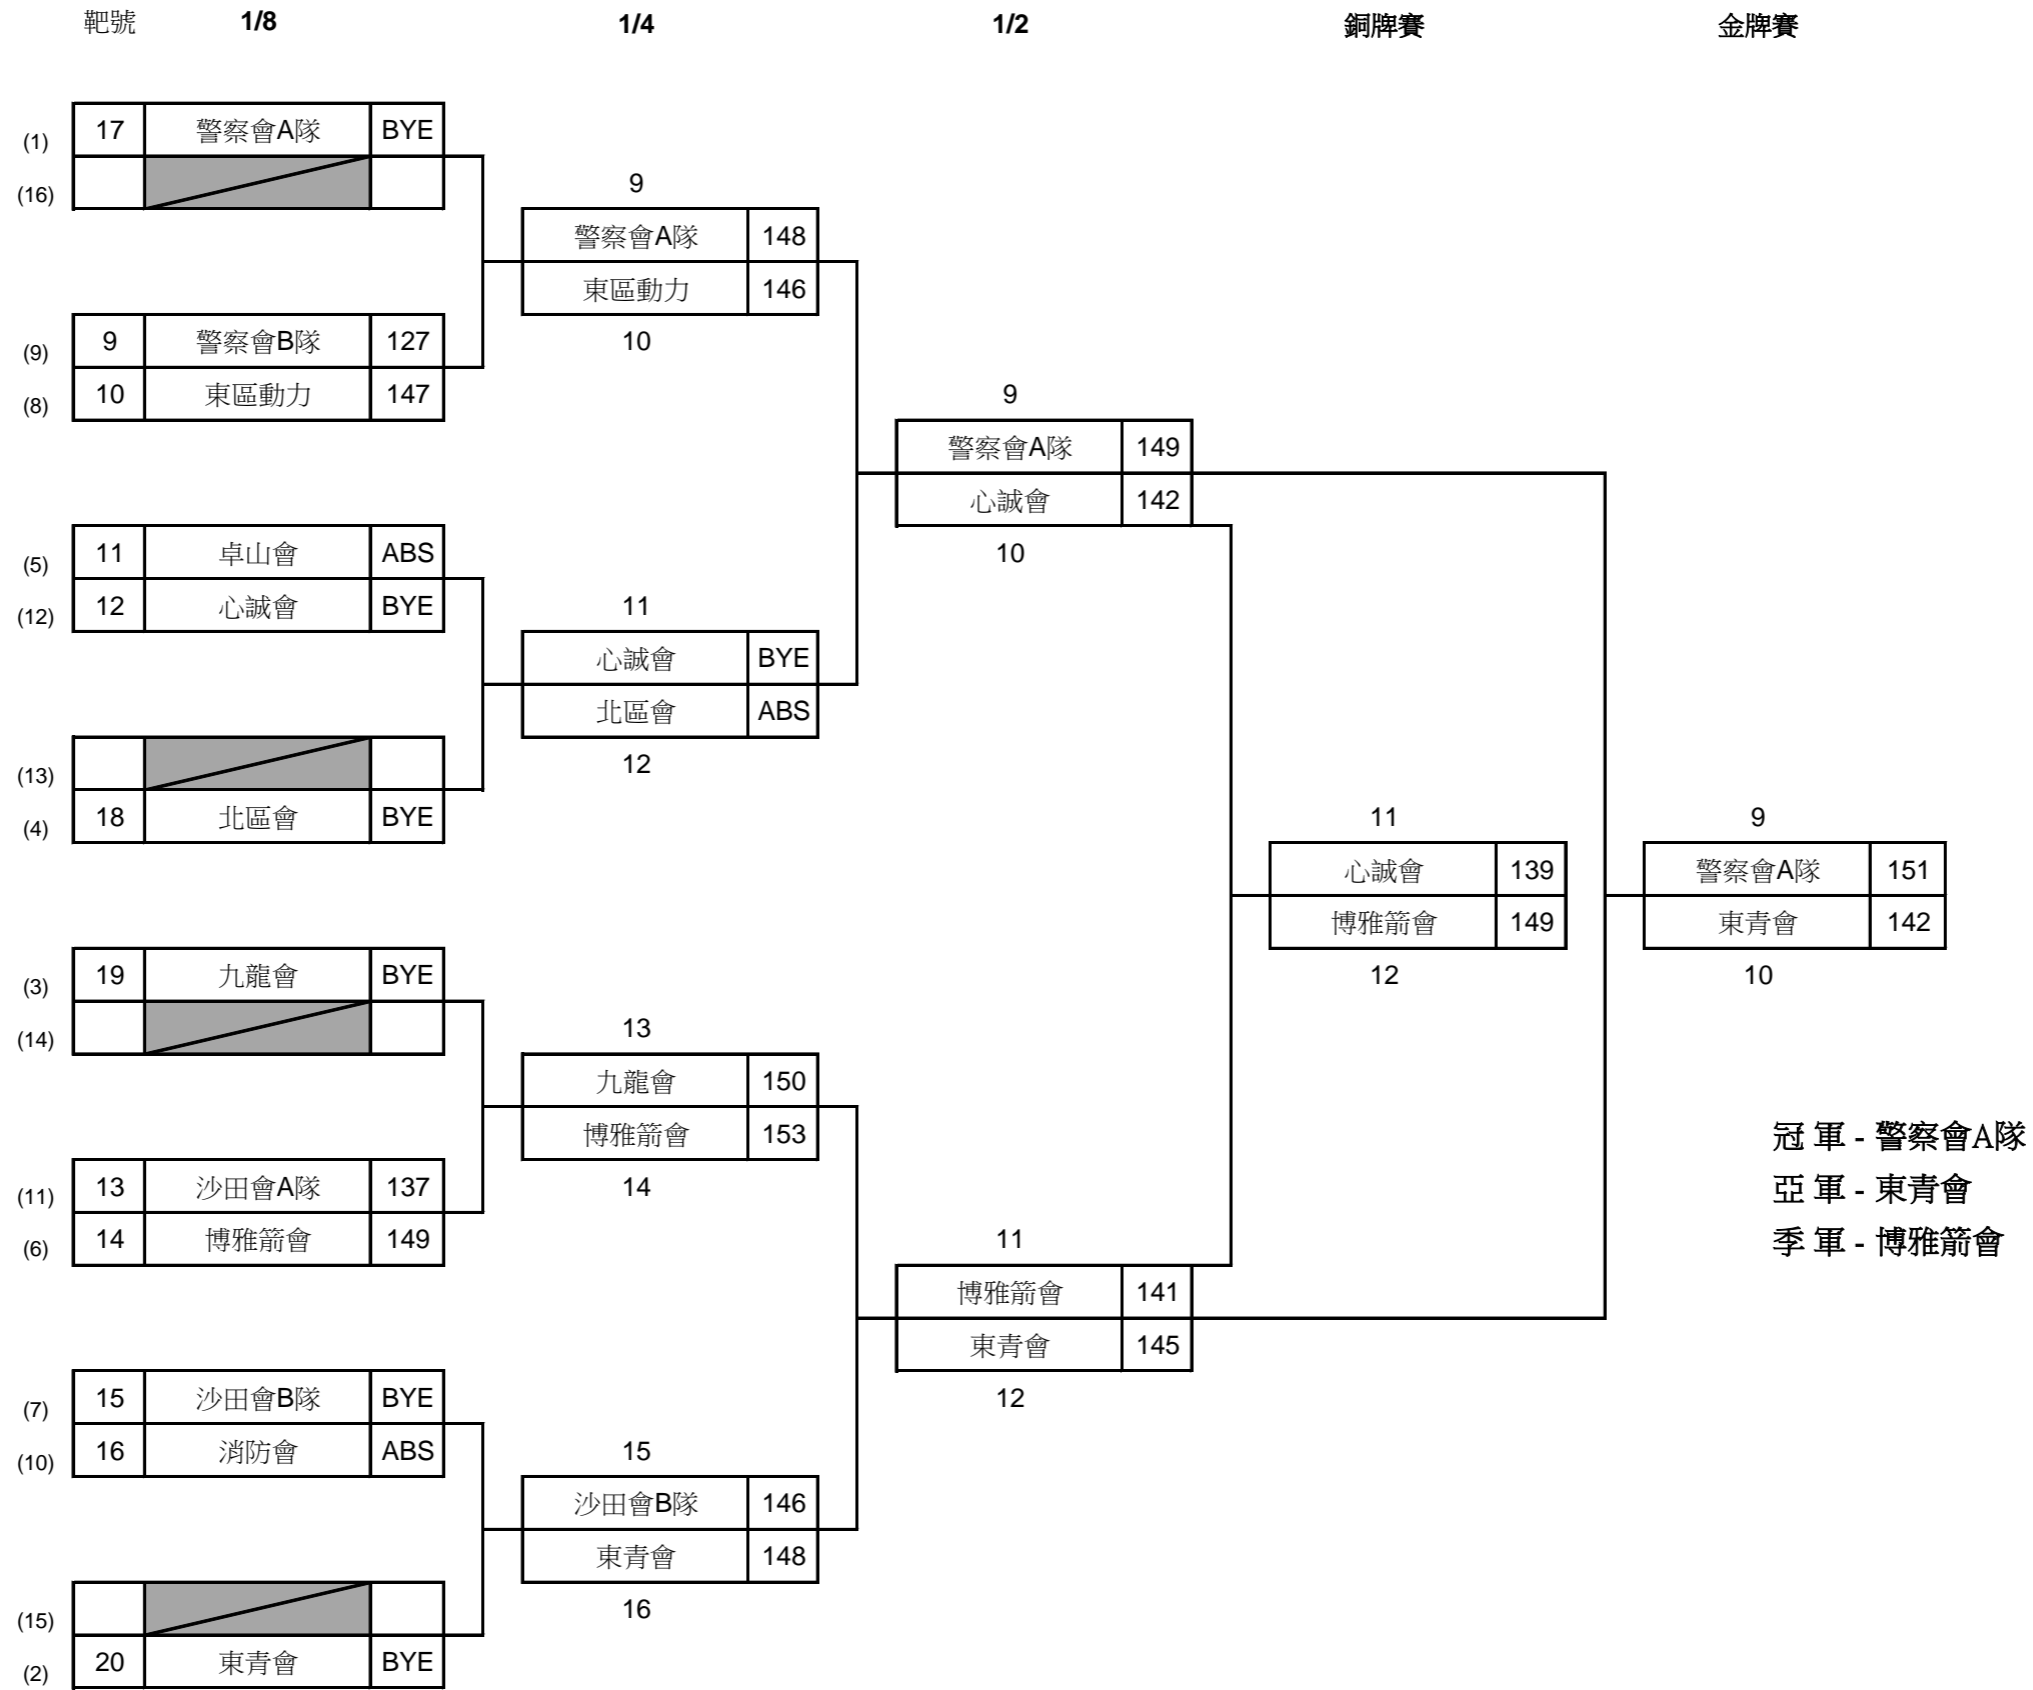 靶號 1/8 1/4 1/2 銅牌賽 金牌賽
(1) 17 警察會A隊 BYE
(16)
9
警察會A隊 148
東區動力 146
10
(9) 9 警察會B隊 127
(8) 10 東區動力 147
9
警察會A隊 149
心誠會 142
10
(5) 11 卓山會 ABS
(12) 12 心誠會 BYE
11
心誠會 BYE
北區會 ABS
12
(13)
(4) 18 北區會 BYE
11
心誠會 139
博雅箭會 149
12
9
警察會A隊 151
東青會 142
10
(3) 19 九龍會 BYE
(14)
13
九龍會 150
博雅箭會 153
14
(11) 13 沙田會A隊 137
(6) 14 博雅箭會 149
冠 軍 - 警察會A隊
亞 軍 - 東青會
季 軍 - 博雅箭會
11
博雅箭會 141
東青會 145
12
(7) 15 沙田會B隊 BYE
(10) 16 消防會 ABS
15
沙田會B隊 146
東青會 148
16
(15)
(2) 20 東青會 BYE